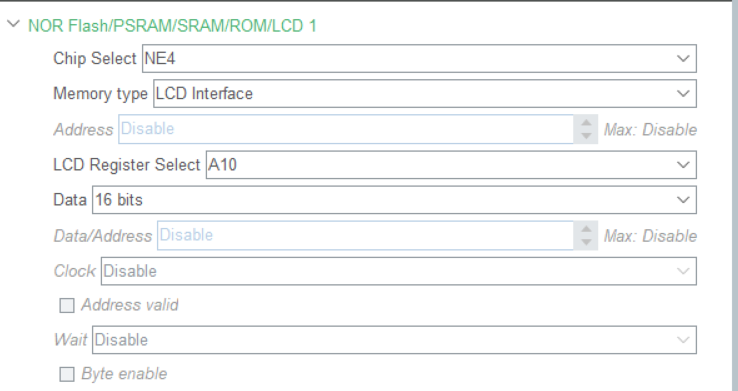 NOR Flash/PSRAM/SRAM/ROM/LCD 1
Chip Select NE4
Memory type LCD Interface
Address Disable Max: Disable
LCD Register Select A10
Data 16 bits
Data/Address Disable Max: Disable
Clock Disable
Address valid
Wait Disable
Byte enable